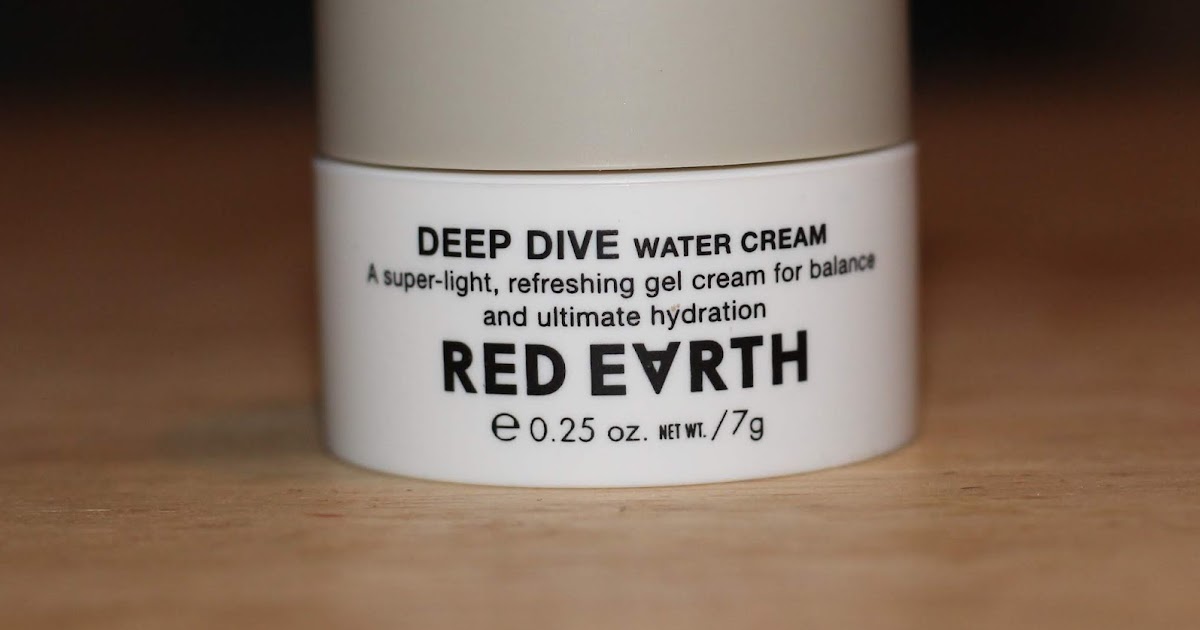 DEEP DIVE WATER CREAM
A super-light, refreshing gel cream for balance
and ultimate hydration
RED EARTH
℮ 0.25 oz. NET WT. / 7g